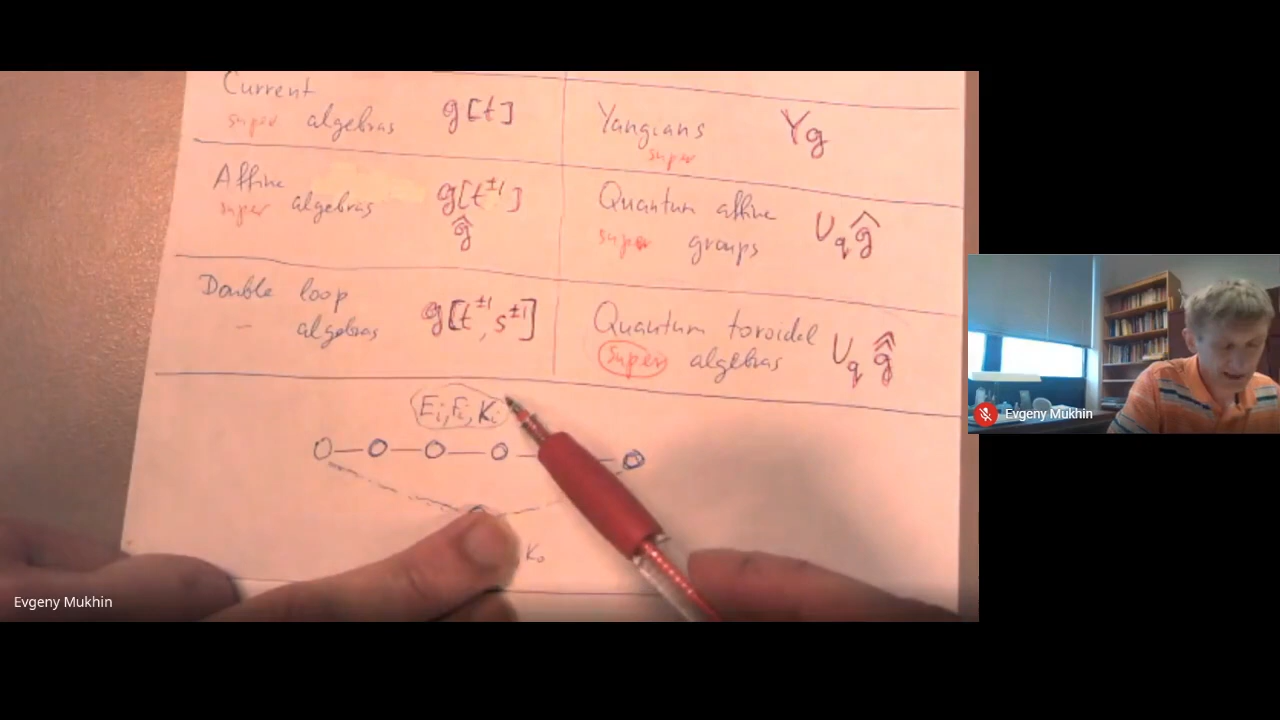 Current
super algebras g[t]
Yangians Yg
super
Affine
super algebras g[t±1]
ĝ
Quantum affine
super groups U_q ĝ
Double loop
– algebras g[t±1, s±1]
Quantum toroidal
super algebras U_q g^^
E_i, F_i, K_i
K_0
Evgeny Mukhin
Evgeny Mukhin